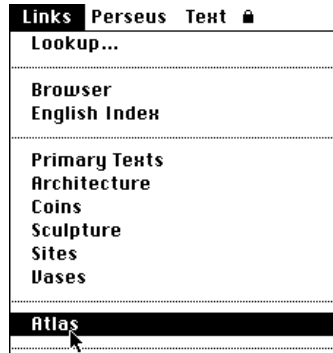 Links Perseus Text
Lookup...
Browser
English Index
Primary Texts
Architecture
Coins
Sculpture
Sites
Vases
Atlas